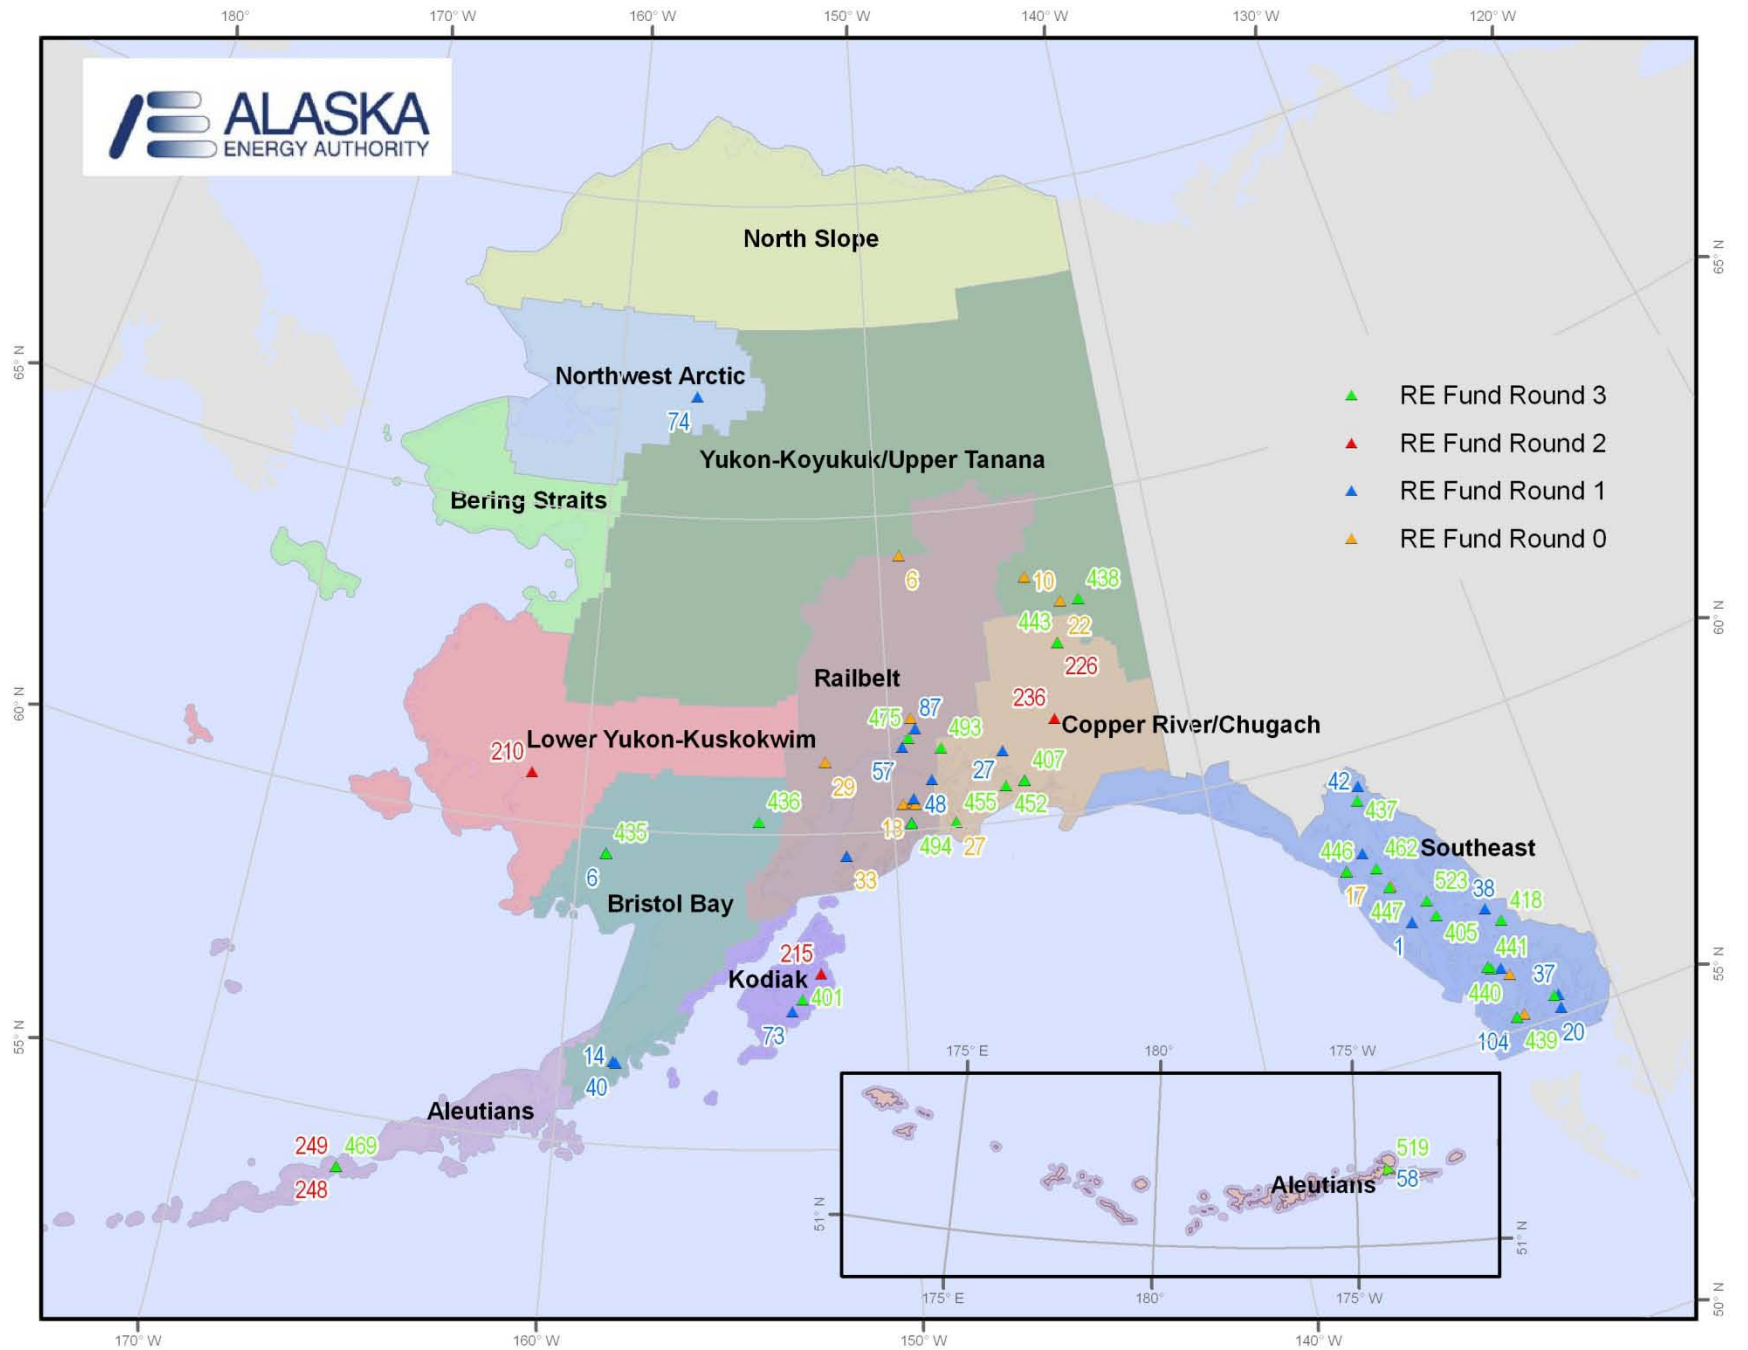 180°
170° W
160° W
150° W
140° W
130° W
120° W
ALASKA
ENERGY AUTHORITY
North Slope
65° N
65° N
Northwest Arctic
74
RE Fund Round 3
RE Fund Round 2
RE Fund Round 1
RE Fund Round 0
Yukon-Koyukuk/Upper Tanana
Bering Straits
6
10
438
443
22
60° N
226
Railbelt
236
60° N
475
87
493
Copper River/Chugach
210
Lower Yukon-Kuskokwim
57
27
407
29
42
436
48
455
452
437
435
18
494
27
446
462
Southeast
6
33
17
523
38
418
Bristol Bay
447
405
1
441
215
Kodiak
401
440
37
55° N
73
104
439
20
55° N
14
40
175° E
180°
175° W
Aleutians
249
469
248
519
58
Aleutians
51° N
51° N
175° E
180°
175° W
50° N
170° W
160° W
150° W
140° W